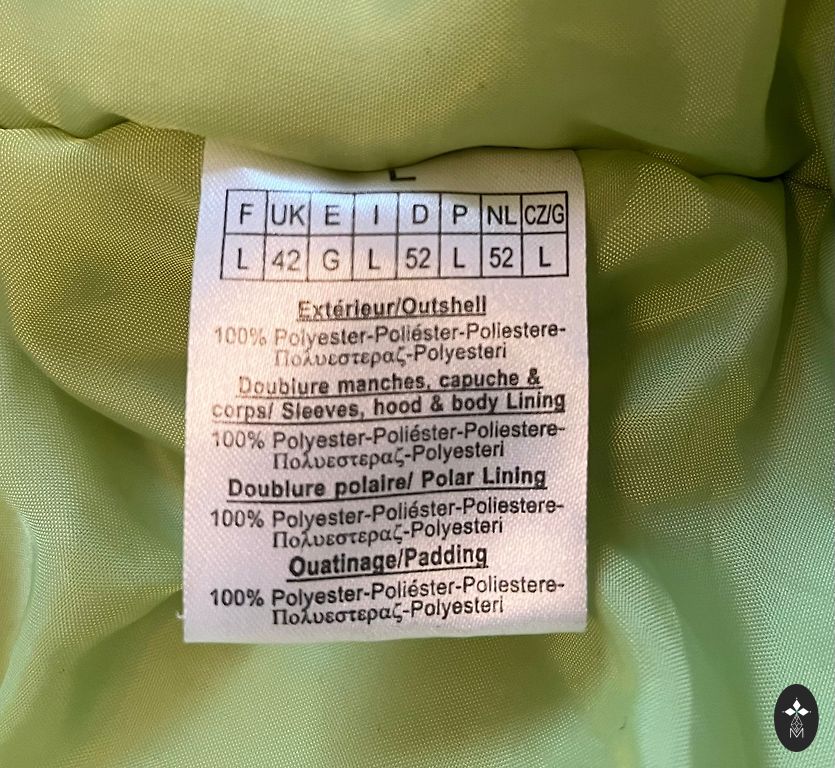 L
F UK E I D P NL CZ/G
L 42 G L 52 L 52 L
Extérieur/Outshell
100% Polyester-Poliéster-Poliestere-
Πολυεστεραζ-Polyesteri
Doublure manches, capuche &
corps/ Sleeves, hood & body Lining
100% Polyester-Poliéster-Poliestere-
Πολυεστεραζ-Polyesteri
Doublure polaire/ Polar Lining
100% Polyester-Poliéster-Poliestere-
Πολυεστεραζ-Polyesteri
Ouatinage/Padding
100% Polyester-Poliéster-Poliestere-
Πολυεστεραζ-Polyesteri
M